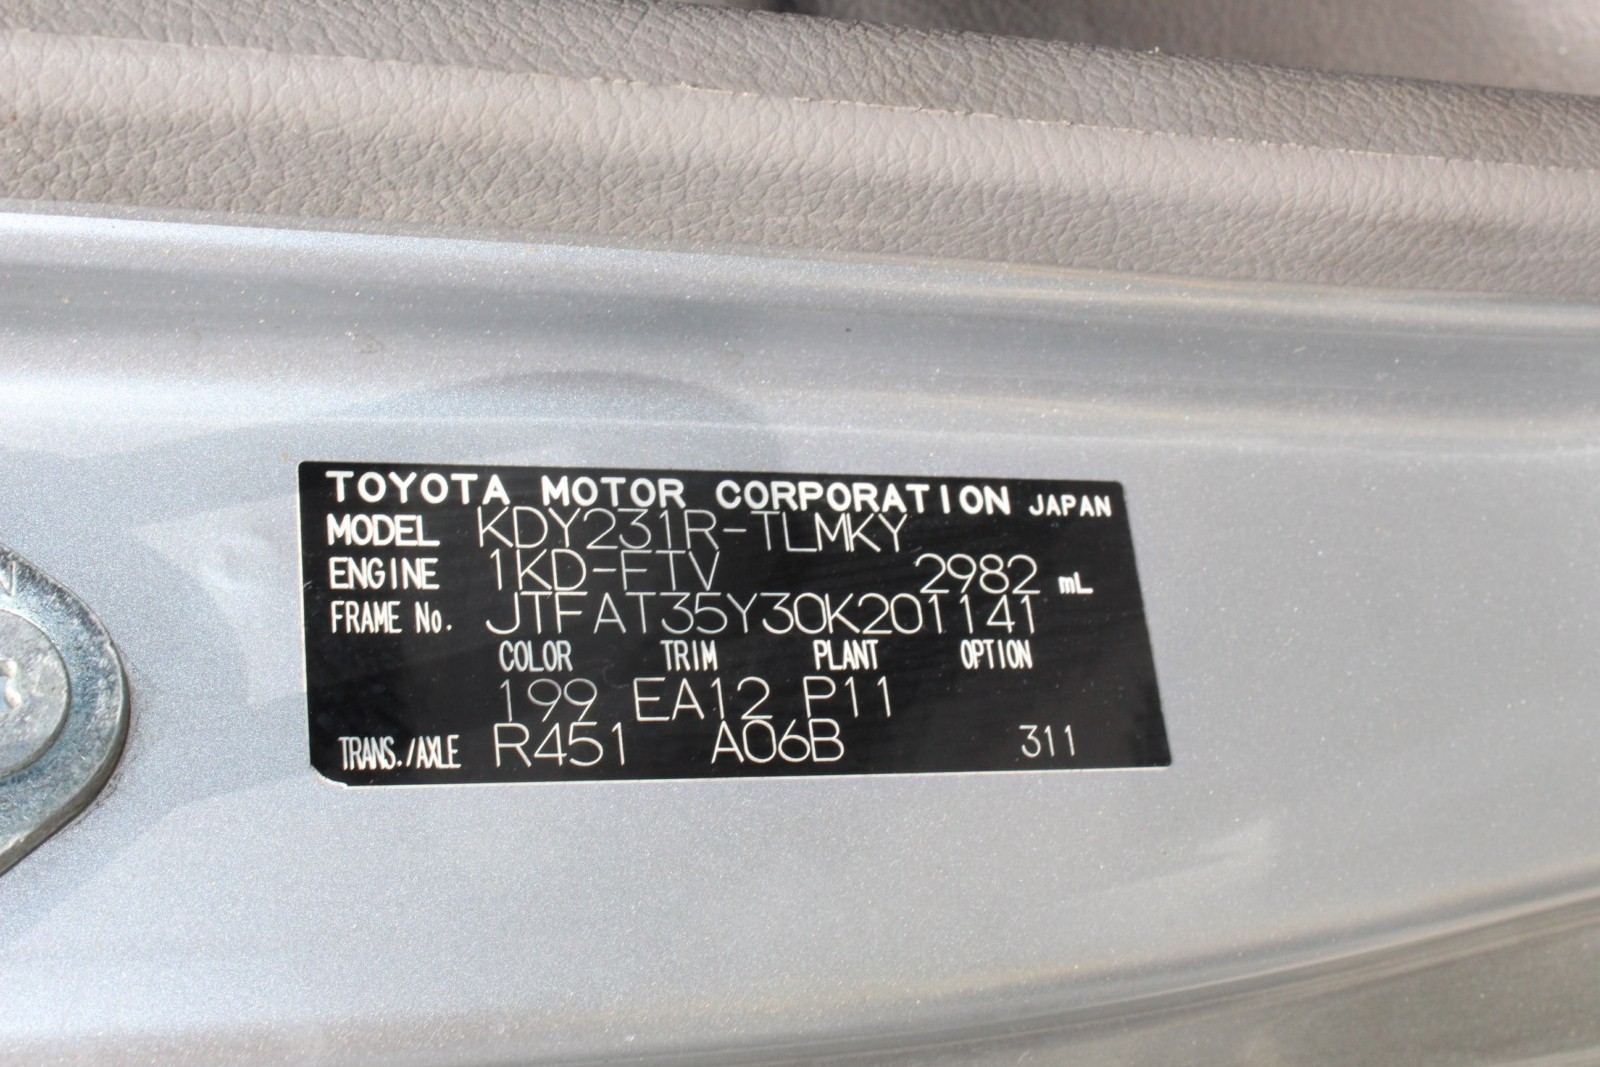 TOYOTA MOTOR CORPORATION JAPAN
MODEL KDY231R-TLMKY
ENGINE 1KD-FTV 2982 mL
FRAME No. JTFAT35Y30K201141
COLOR TRIM PLANT OPTION
199 EA12 P11
TRANS./AXLE R451 A06B 311